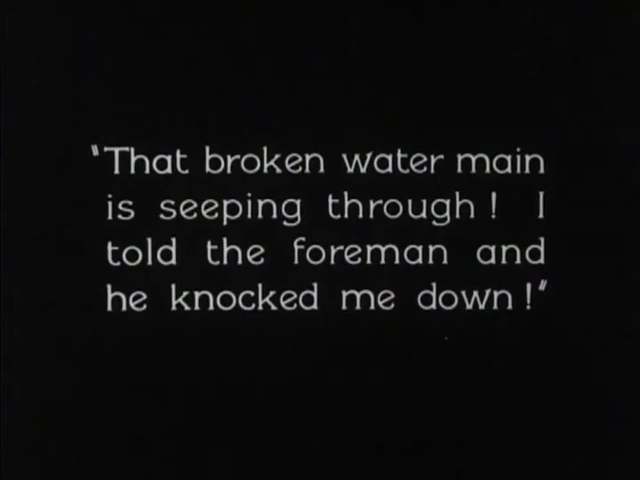 "That broken water main
is seeping through! I
told the foreman and
he knocked me down!"